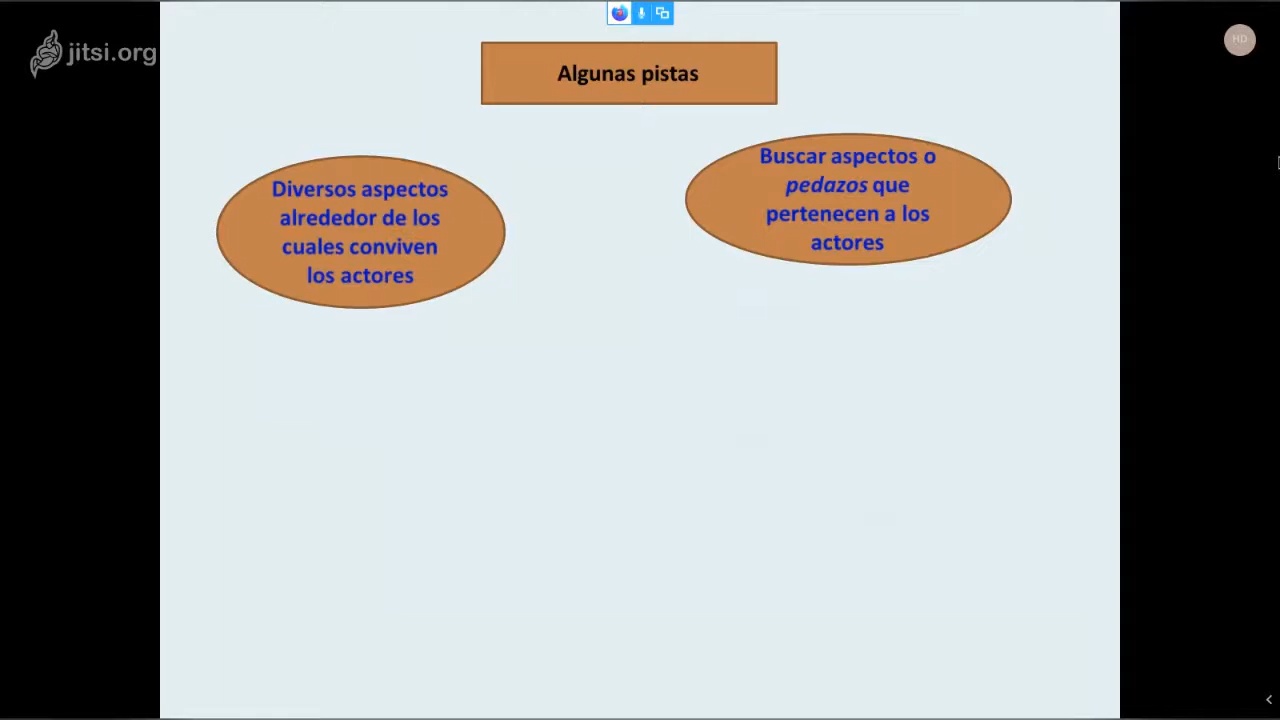 jitsi.org
HD
Algunas pistas
Diversos aspectos
alrededor de los
cuales conviven
los actores
Buscar aspectos o
pedazos que
pertenecen a los
actores